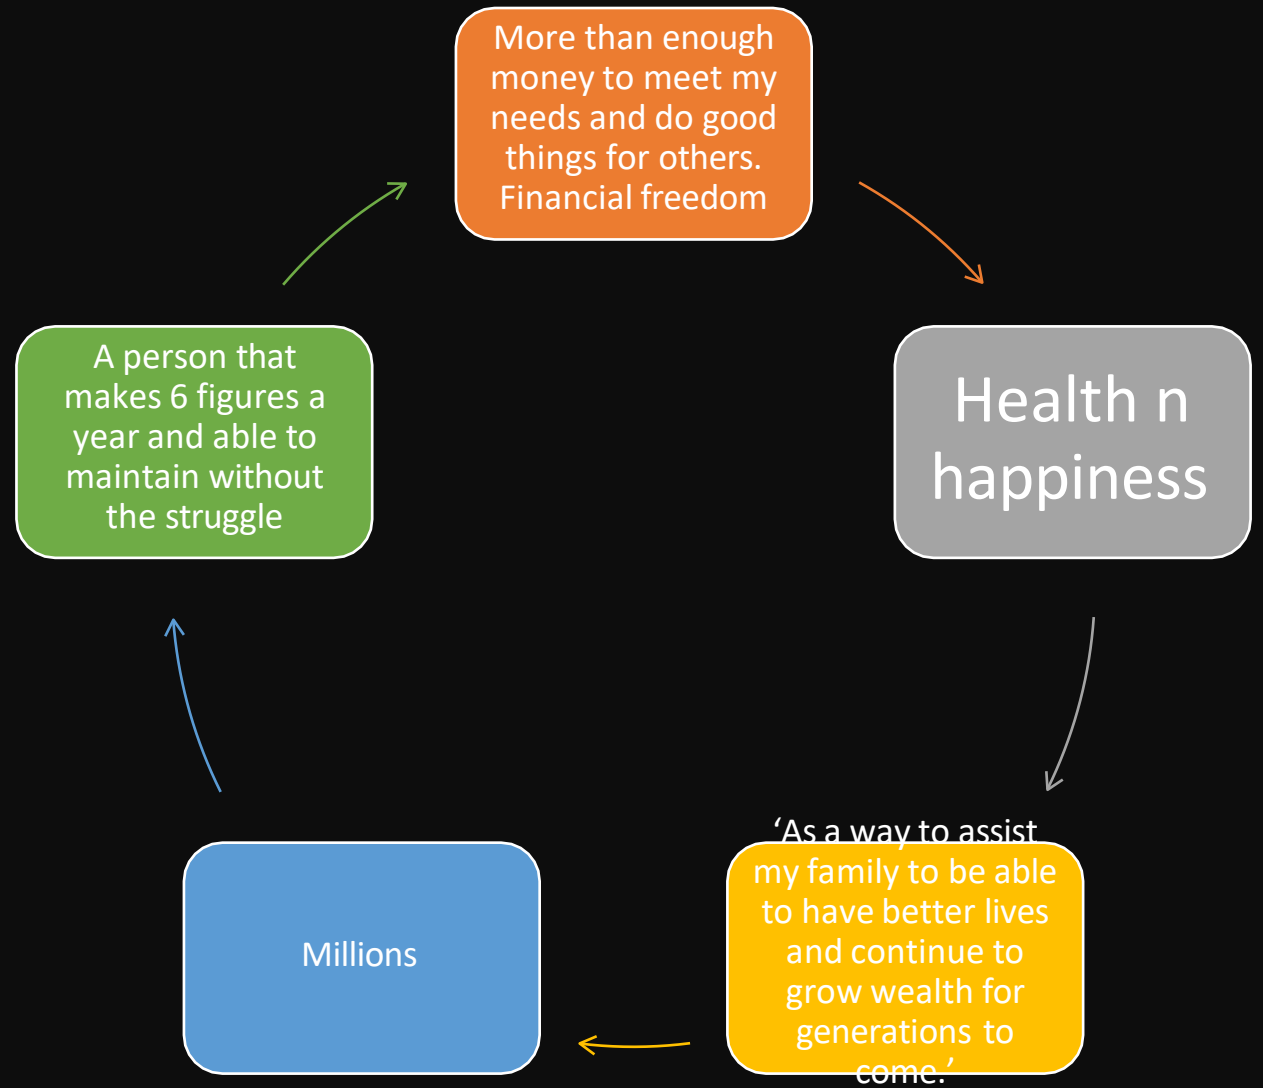 More than enough
money to meet my
needs and do good
things for others.
Financial freedom
Health n
happiness
‘As a way to assist
my family to be able
to have better lives
and continue to
grow wealth for
generations to
come.’
Millions
A person that
makes 6 figures a
year and able to
maintain without
the struggle